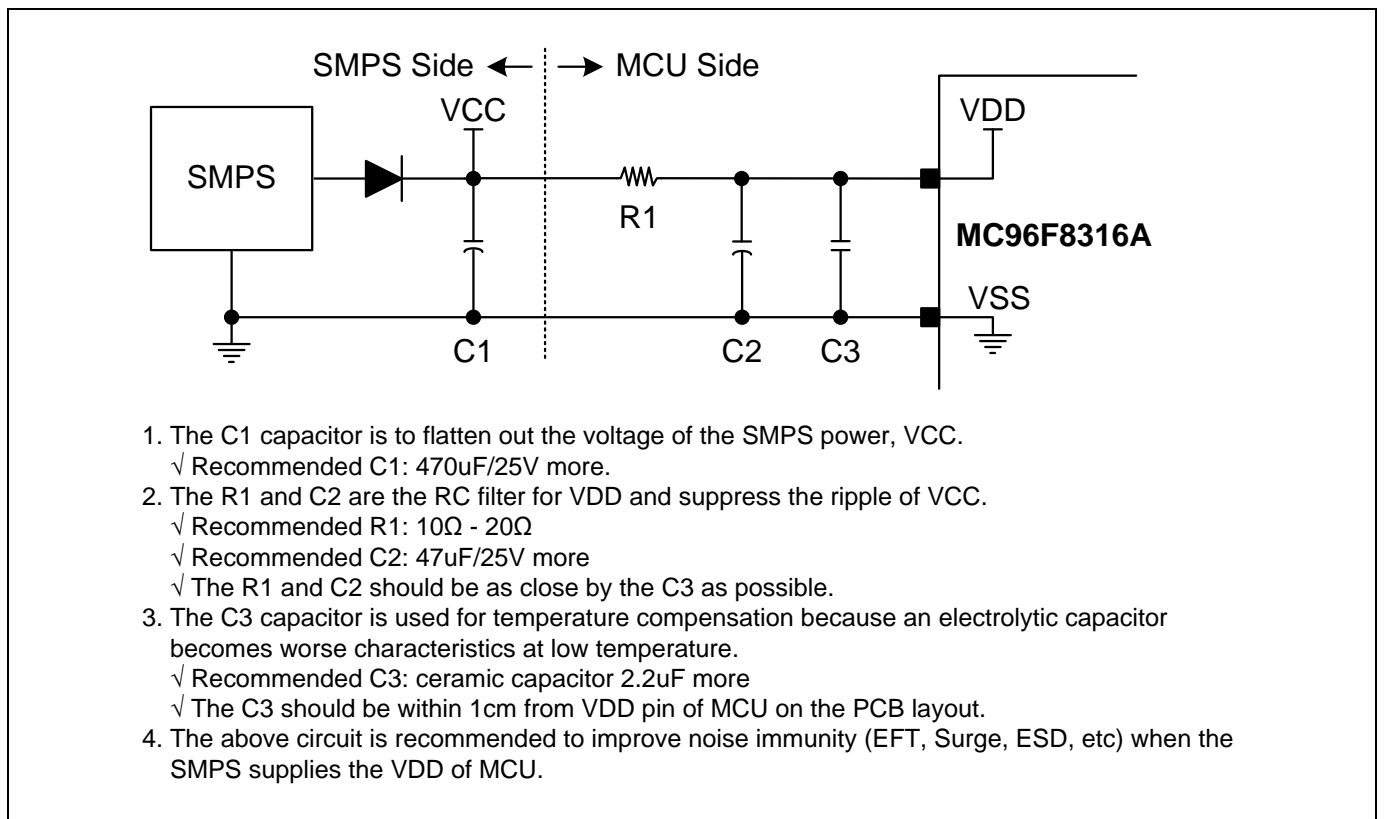 SMPS Side
MCU Side
VCC
VDD
SMPS
R1
MC96F8316A
VSS
C1
C2
C3
1. The C1 capacitor is to flatten out the voltage of the SMPS power, VCC.
√ Recommended C1: 470uF/25V more.
2. The R1 and C2 are the RC filter for VDD and suppress the ripple of VCC.
√ Recommended R1: 10Ω - 20Ω
√ Recommended C2: 47uF/25V more
√ The R1 and C2 should be as close by the C3 as possible.
3. The C3 capacitor is used for temperature compensation because an electrolytic capacitor
becomes worse characteristics at low temperature.
√ Recommended C3: ceramic capacitor 2.2uF more
√ The C3 should be within 1cm from VDD pin of MCU on the PCB layout.
4. The above circuit is recommended to improve noise immunity (EFT, Surge, ESD, etc) when the
SMPS supplies the VDD of MCU.